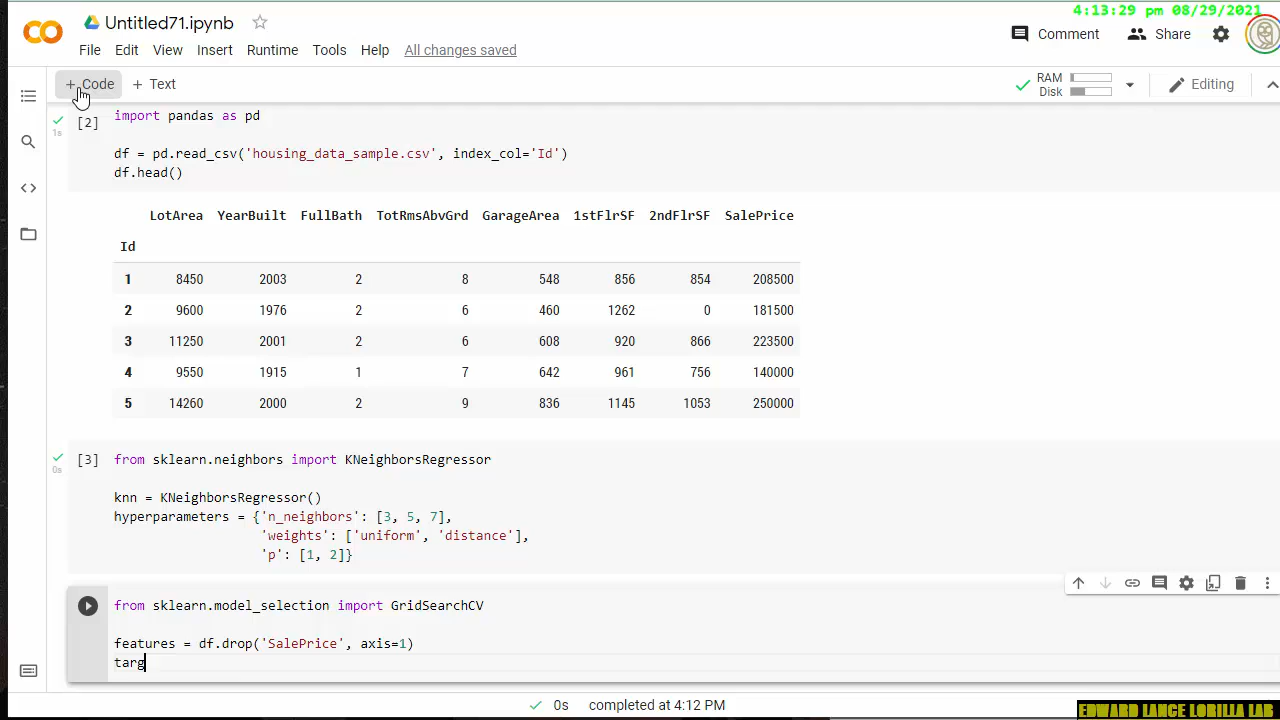 4:13:29 pm 08/29/2021
Untitled71.ipynb
Comment
Share
File Edit View Insert Runtime Tools Help All changes saved
+ Code + Text
RAM
Disk
Editing
[2]
1s
import pandas as pd
df = pd.read_csv('housing_data_sample.csv', index_col='Id')
df.head()
LotArea YearBuilt FullBath TotRmsAbvGrd GarageArea 1stFlrSF 2ndFlrSF SalePrice
Id
1 8450 2003 2 8 548 856 854 208500
2 9600 1976 2 6 460 1262 0 181500
3 11250 2001 2 6 608 920 866 223500
4 9550 1915 1 7 642 961 756 140000
5 14260 2000 2 9 836 1145 1053 250000
[3]
0s
from sklearn.neighbors import KNeighborsRegressor
knn = KNeighborsRegressor()
hyperparameters = {'n_neighbors': [3, 5, 7],
'weights': ['uniform', 'distance'],
'p': [1, 2]}
from sklearn.model_selection import GridSearchCV
features = df.drop('SalePrice', axis=1)
targ
0s completed at 4:12 PM
EDWARD LANCE LORILLA LAB